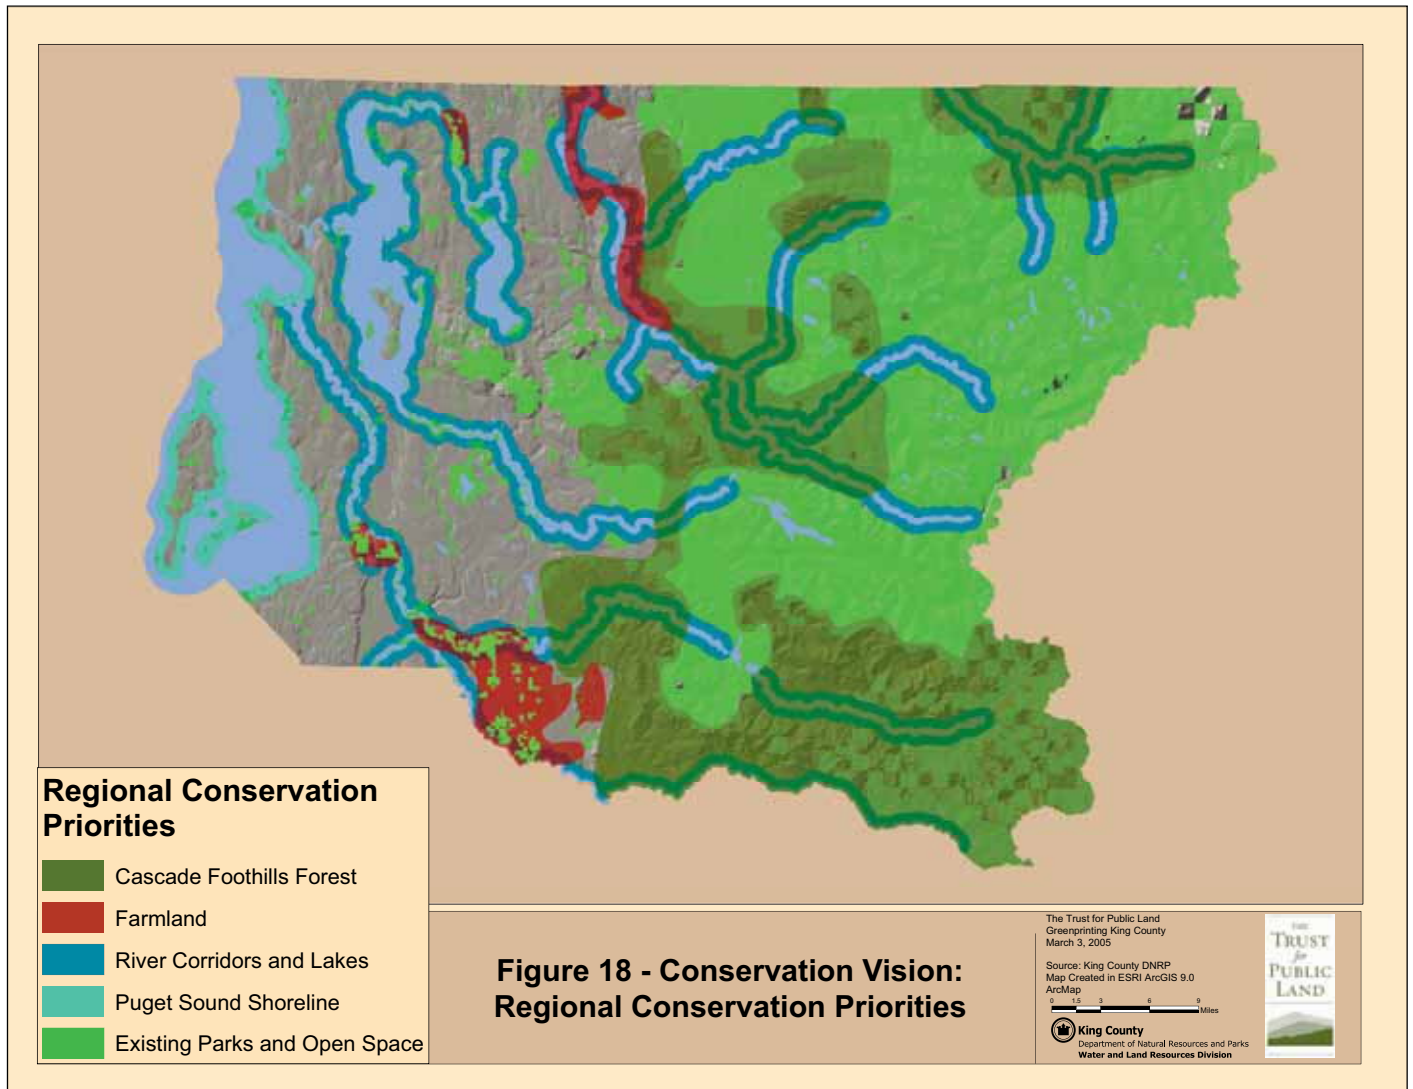 Regional Conservation
Priorities
Cascade Foothills Forest
Farmland
River Corridors and Lakes
Puget Sound Shoreline
Existing Parks and Open Space
Figure 18 - Conservation Vision:
Regional Conservation Priorities
The Trust for Public Land
Greenprinting King County
March 3, 2005
Source: King County DNRP
Map Created in ESRI ArcGIS 9.0
ArcMap
0 1.5 3 6 9
Miles
King County
Department of Natural Resources and Parks
Water and Land Resources Division
THE
TRUST
for
PUBLIC
LAND